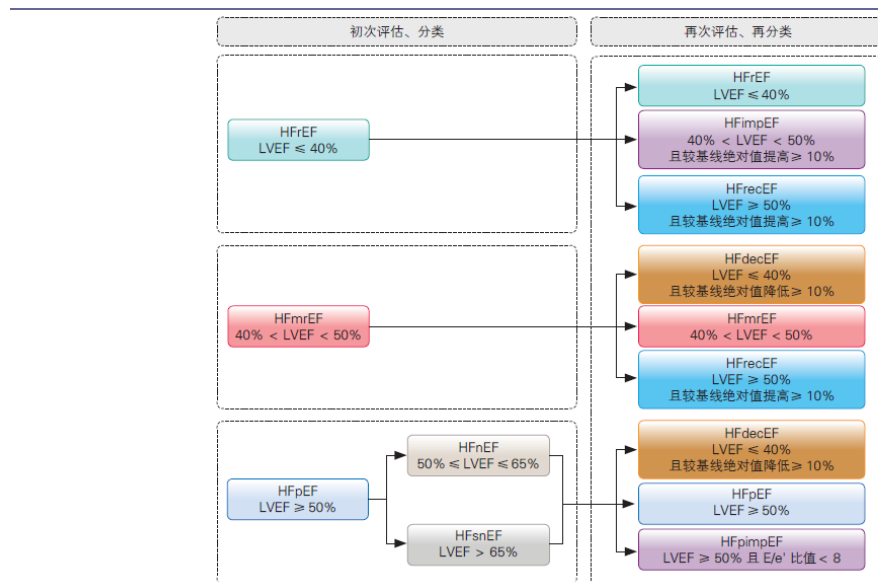 初次评估、分类
再次评估、再分类
HFrEF
LVEF ≤ 40%
HFrEF
LVEF ≤ 40%
HFimpEF
40% < LVEF < 50%
且较基线绝对值提高≥ 10%
HFrecEF
LVEF ≥ 50%
且较基线绝对值提高≥ 10%
HFmrEF
40% < LVEF < 50%
HFdecEF
LVEF ≤ 40%
且较基线绝对值降低≥ 10%
HFmrEF
40% < LVEF < 50%
HFrecEF
LVEF ≥ 50%
且较基线绝对值提高≥ 10%
HFpEF
LVEF ≥ 50%
HFnEF
50% ≤ LVEF ≤ 65%
HFsnEF
LVEF > 65%
HFdecEF
LVEF ≤ 40%
且较基线绝对值降低≥ 10%
HFpEF
LVEF ≥ 50%
HFpimpEF
LVEF ≥ 50% 且 E/e' 比值< 8